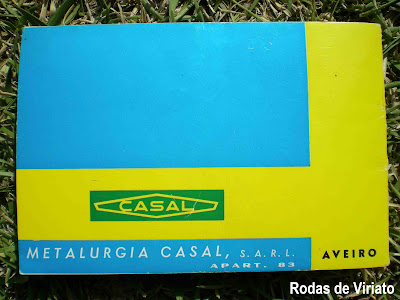 CASAL
METALURGIA CASAL, S.A.R.L. AVEIRO
APART. 83
Rodas de Viriato